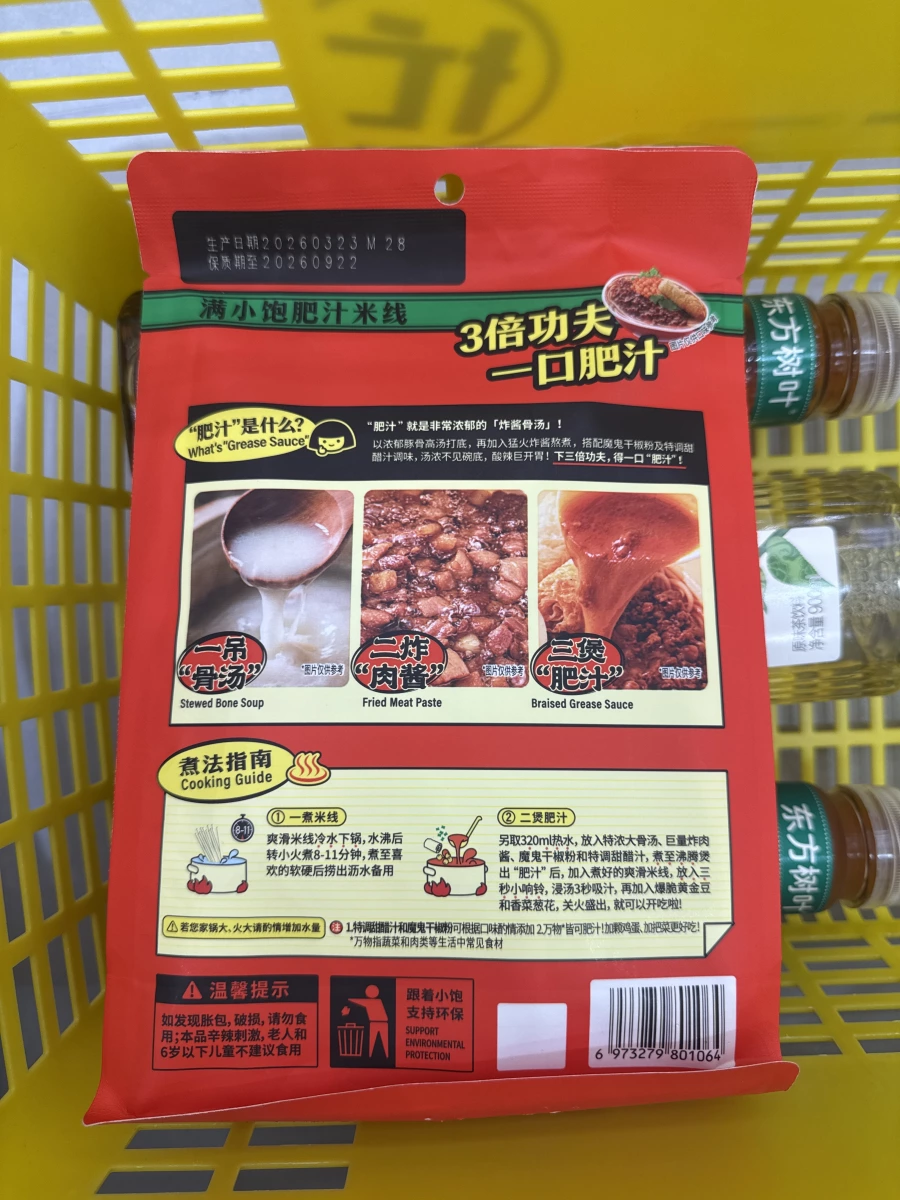 忙
生产日期20260323 M 28
保质期至20260922
满小饱肥汁米线
3倍功夫
一口肥汁
“肥汁”是什么?
What's"Grease Sauce"
“肥汁”就是非常浓郁的「炸酱骨汤」!
以浓郁豚骨高汤打底,再加入猛火炸酱熬煮,搭配魔鬼干椒粉及特调甜
醋汁调味,汤浓不见碗底,酸辣巨开胃!下三倍功夫,得一口“肥汁”!
一吊
“骨汤”
*图片仅供参考
Stewed Bone Soup
二炸
“肉酱”
*图片仅供参考
Fried Meat Paste
三煲
“肥汁”
*图片仅供参考
Braised Grease Sauce
煮法指南
Cooking Guide
① 一煮米线
8-11
爽滑米线冷水下锅,水沸后
转小火煮8-11分钟,煮至喜
欢的软硬后捞出沥水备用
② 二煲肥汁
另取320ml热水,放入特浓大骨汤、巨量炸肉
酱、魔鬼干椒粉和特调甜醋汁,煮至沸腾煲
出“肥汁”后,加入煮好的爽滑米线,放入三
秒小响铃,浸汤3秒吸汁,再加入爆脆黄金豆
和香菜葱花,关火盛出,就可以开吃啦!
若您家锅大、火大请酌情增加水量
注 1.特调甜醋汁和魔鬼干椒粉可根据口味酌情添加 2.万物*皆可肥汁!加颗鸡蛋、加把菜更好吃!
*万物指蔬菜和肉类等生活中常见食材
温馨提示
如发现胀包,破损,请勿食
用;本品辛辣刺激,老人和
6岁以下儿童不建议食用
跟着小饱
支持环保
SUPPORT
ENVIRONMENTAL
PROTECTION
6 973279 801064
东方树叶
东方树叶